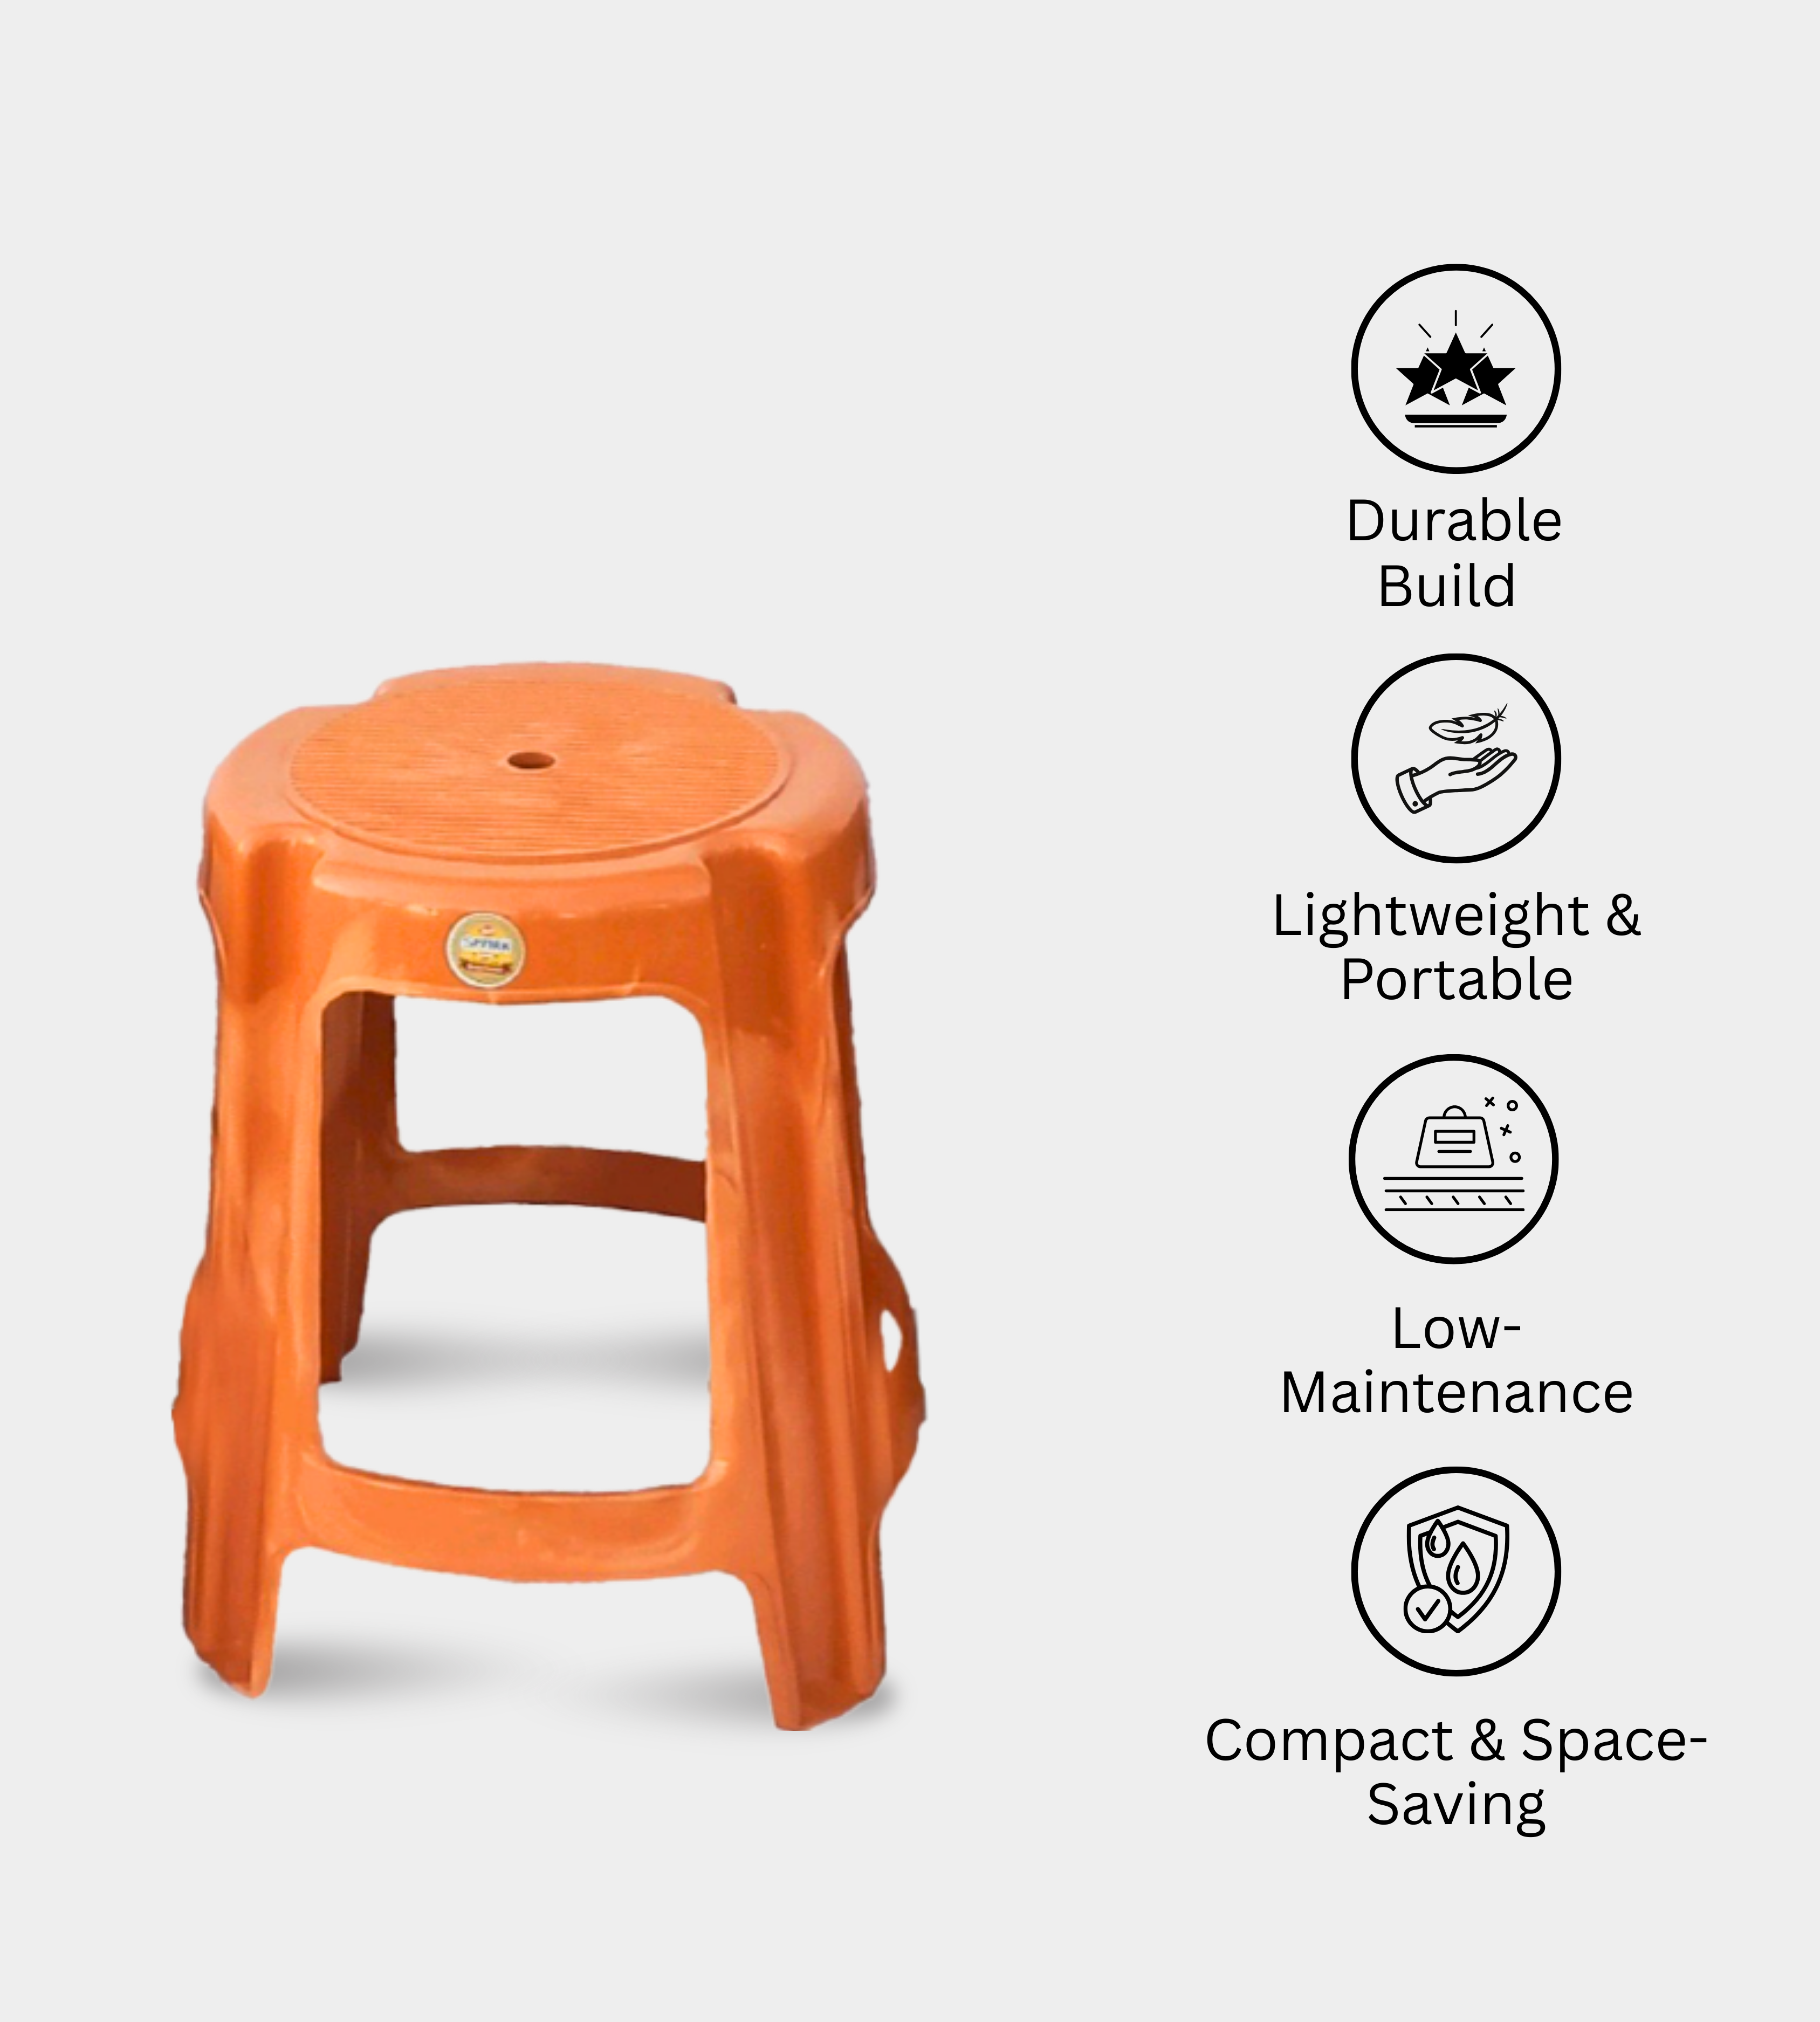 Durable
Build
Lightweight &
Portable
Low-
Maintenance
Compact & Space-
Saving